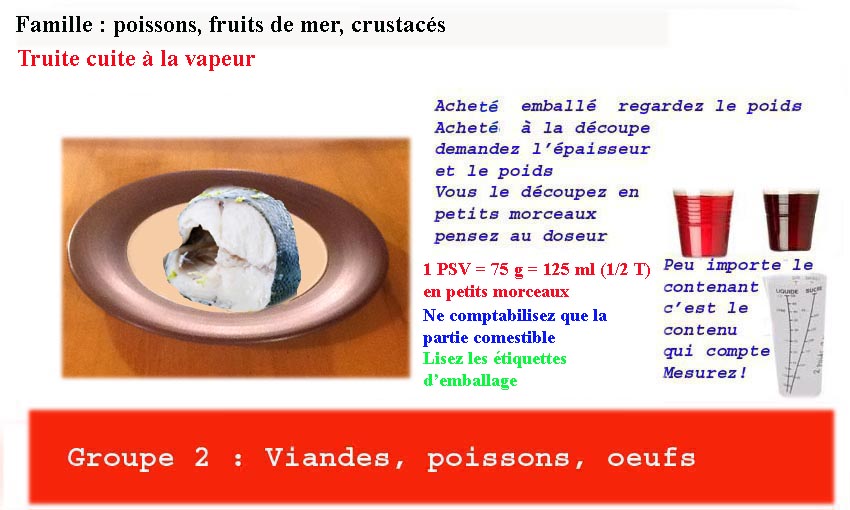 Famille : poissons, fruits de mer, crustacés
Truite cuite à la vapeur
Acheté emballé regardez le poids
Acheté à la découpe
demandez l'épaisseur
et le poids
Vous le découpez en
petits morceaux
pensez au doseur
1 PSV = 75 g = 125 ml (1/2 T)
en petits morceaux
Ne comptabilisez que la
partie comestible
Lisez les étiquettes
d'emballage
Peu importe le
contenant
c'est le
contenu
qui compte
Mesurez!
LIQUIDE SUCRE
Groupe 2 : Viandes, poissons, oeufs